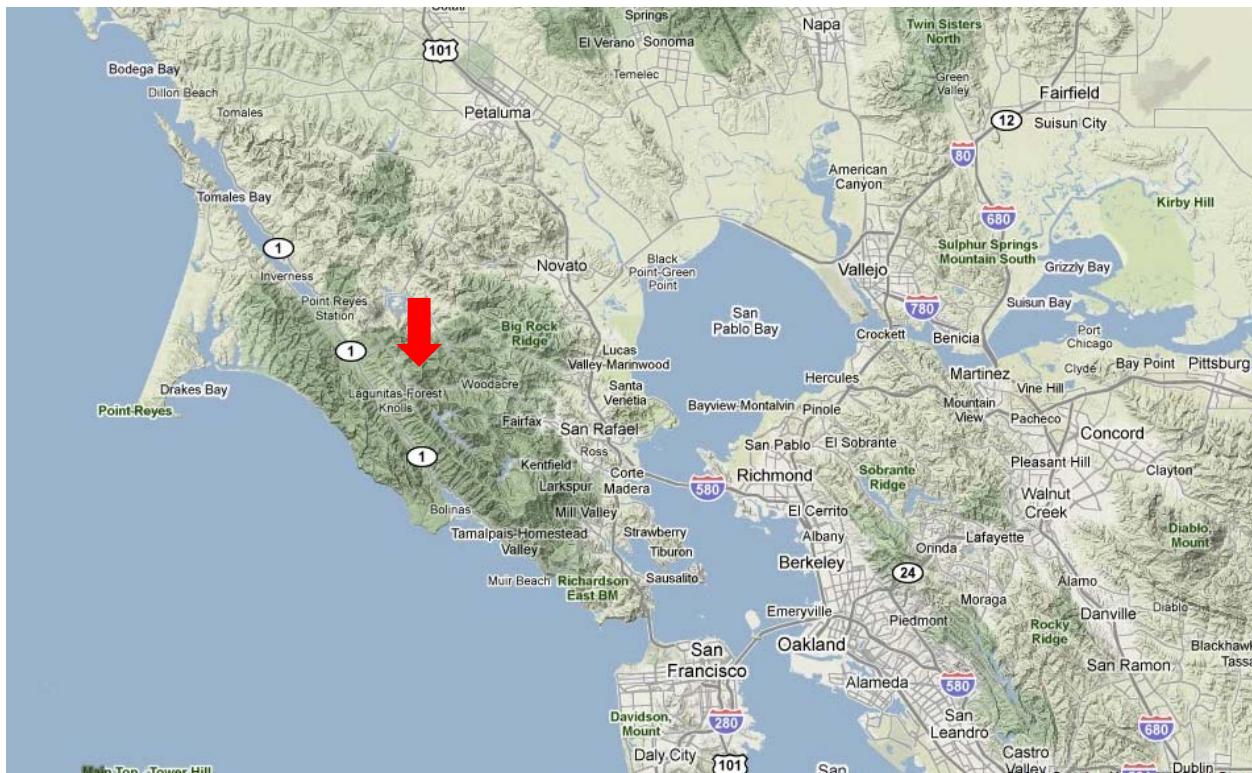 Springs
Napa
Twin Sisters
North
101
El Verano
Sonoma
Temelec
Bodega Bay
Dillon Beach
Green
Valley
Fairfield
Tomales
Petaluma
12
Suisun City
80
American
Canyon
Tomales Bay
Kirby Hill
680
1
Sulphur Springs
Mountain South
Inverness
Novato
Black
Point-Green
Point
Vallejo
Grizzly Bay
Point Reyes
Station
San
Pablo Bay
780
Suisun Bay
Big Rock
Ridge
Crockett
Benicia
Port
Chicago
1
Lucas
Valley-Marinwood
Clyde
Bay Point
Pittsburg
Drakes Bay
Lagunitas-Forest
Knolls
Woodacre
Santa
Venetia
Hercules
Martinez
Vine Hill
Point Reyes
Bayview-Montalvin
Pinole
Mountain
View
Pacheco
Fairfax
San Rafael
San Pablo
El Sobrante
Concord
1
Ross
Kentfield
Corte
Madera
580
Richmond
Sobrante
Ridge
Pleasant Hill
Clayton
Larkspur
Walnut
Creek
Bolinas
Mill Valley
El Cerrito
Tamalpais-Homestead
Valley
Strawberry
Albany
Lafayette
Diablo,
Mount
Tiburon
Orinda
Muir Beach
Richardson
East BM
Sausalito
Berkeley
24
Alamo
Moraga
Emeryville
Piedmont
Danville
Diablo
San
Francisco
Oakland
Rocky
Ridge
Blackhawk
Tassa
San Ramon
Alameda
580
Davidson,
Mount
280
San
Leandro
680
Daly City
101
San
Castro
Valley
Dublin
Main Top - Tower Hill